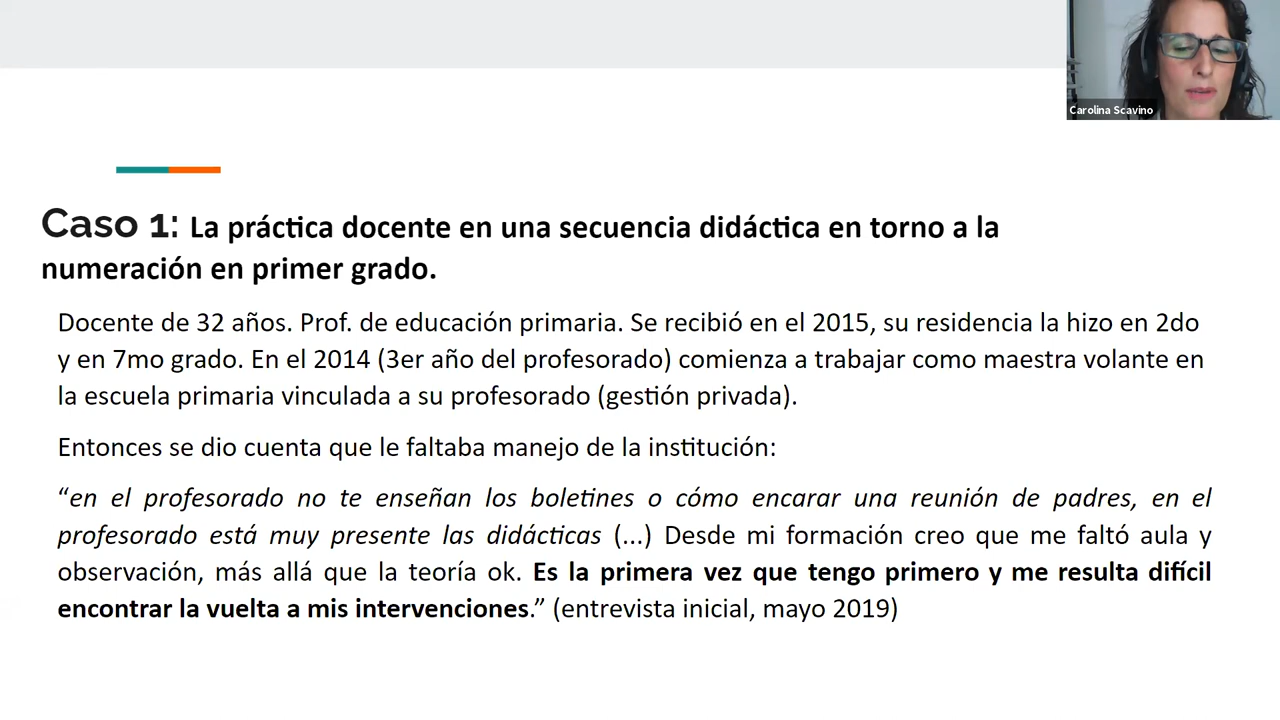 Carolina Scavino
Caso 1: La práctica docente en una secuencia didáctica en torno a la
numeración en primer grado.
Docente de 32 años. Prof. de educación primaria. Se recibió en el 2015, su residencia la hizo en 2do
y en 7mo grado. En el 2014 (3er año del profesorado) comienza a trabajar como maestra volante en
la escuela primaria vinculada a su profesorado (gestión privada).
Entonces se dio cuenta que le faltaba manejo de la institución:
“en el profesorado no te enseñan los boletines o cómo encarar una reunión de padres, en el
profesorado está muy presente las didácticas (...) Desde mi formación creo que me faltó aula y
observación, más allá que la teoría ok. Es la primera vez que tengo primero y me resulta difícil
encontrar la vuelta a mis intervenciones.” (entrevista inicial, mayo 2019)